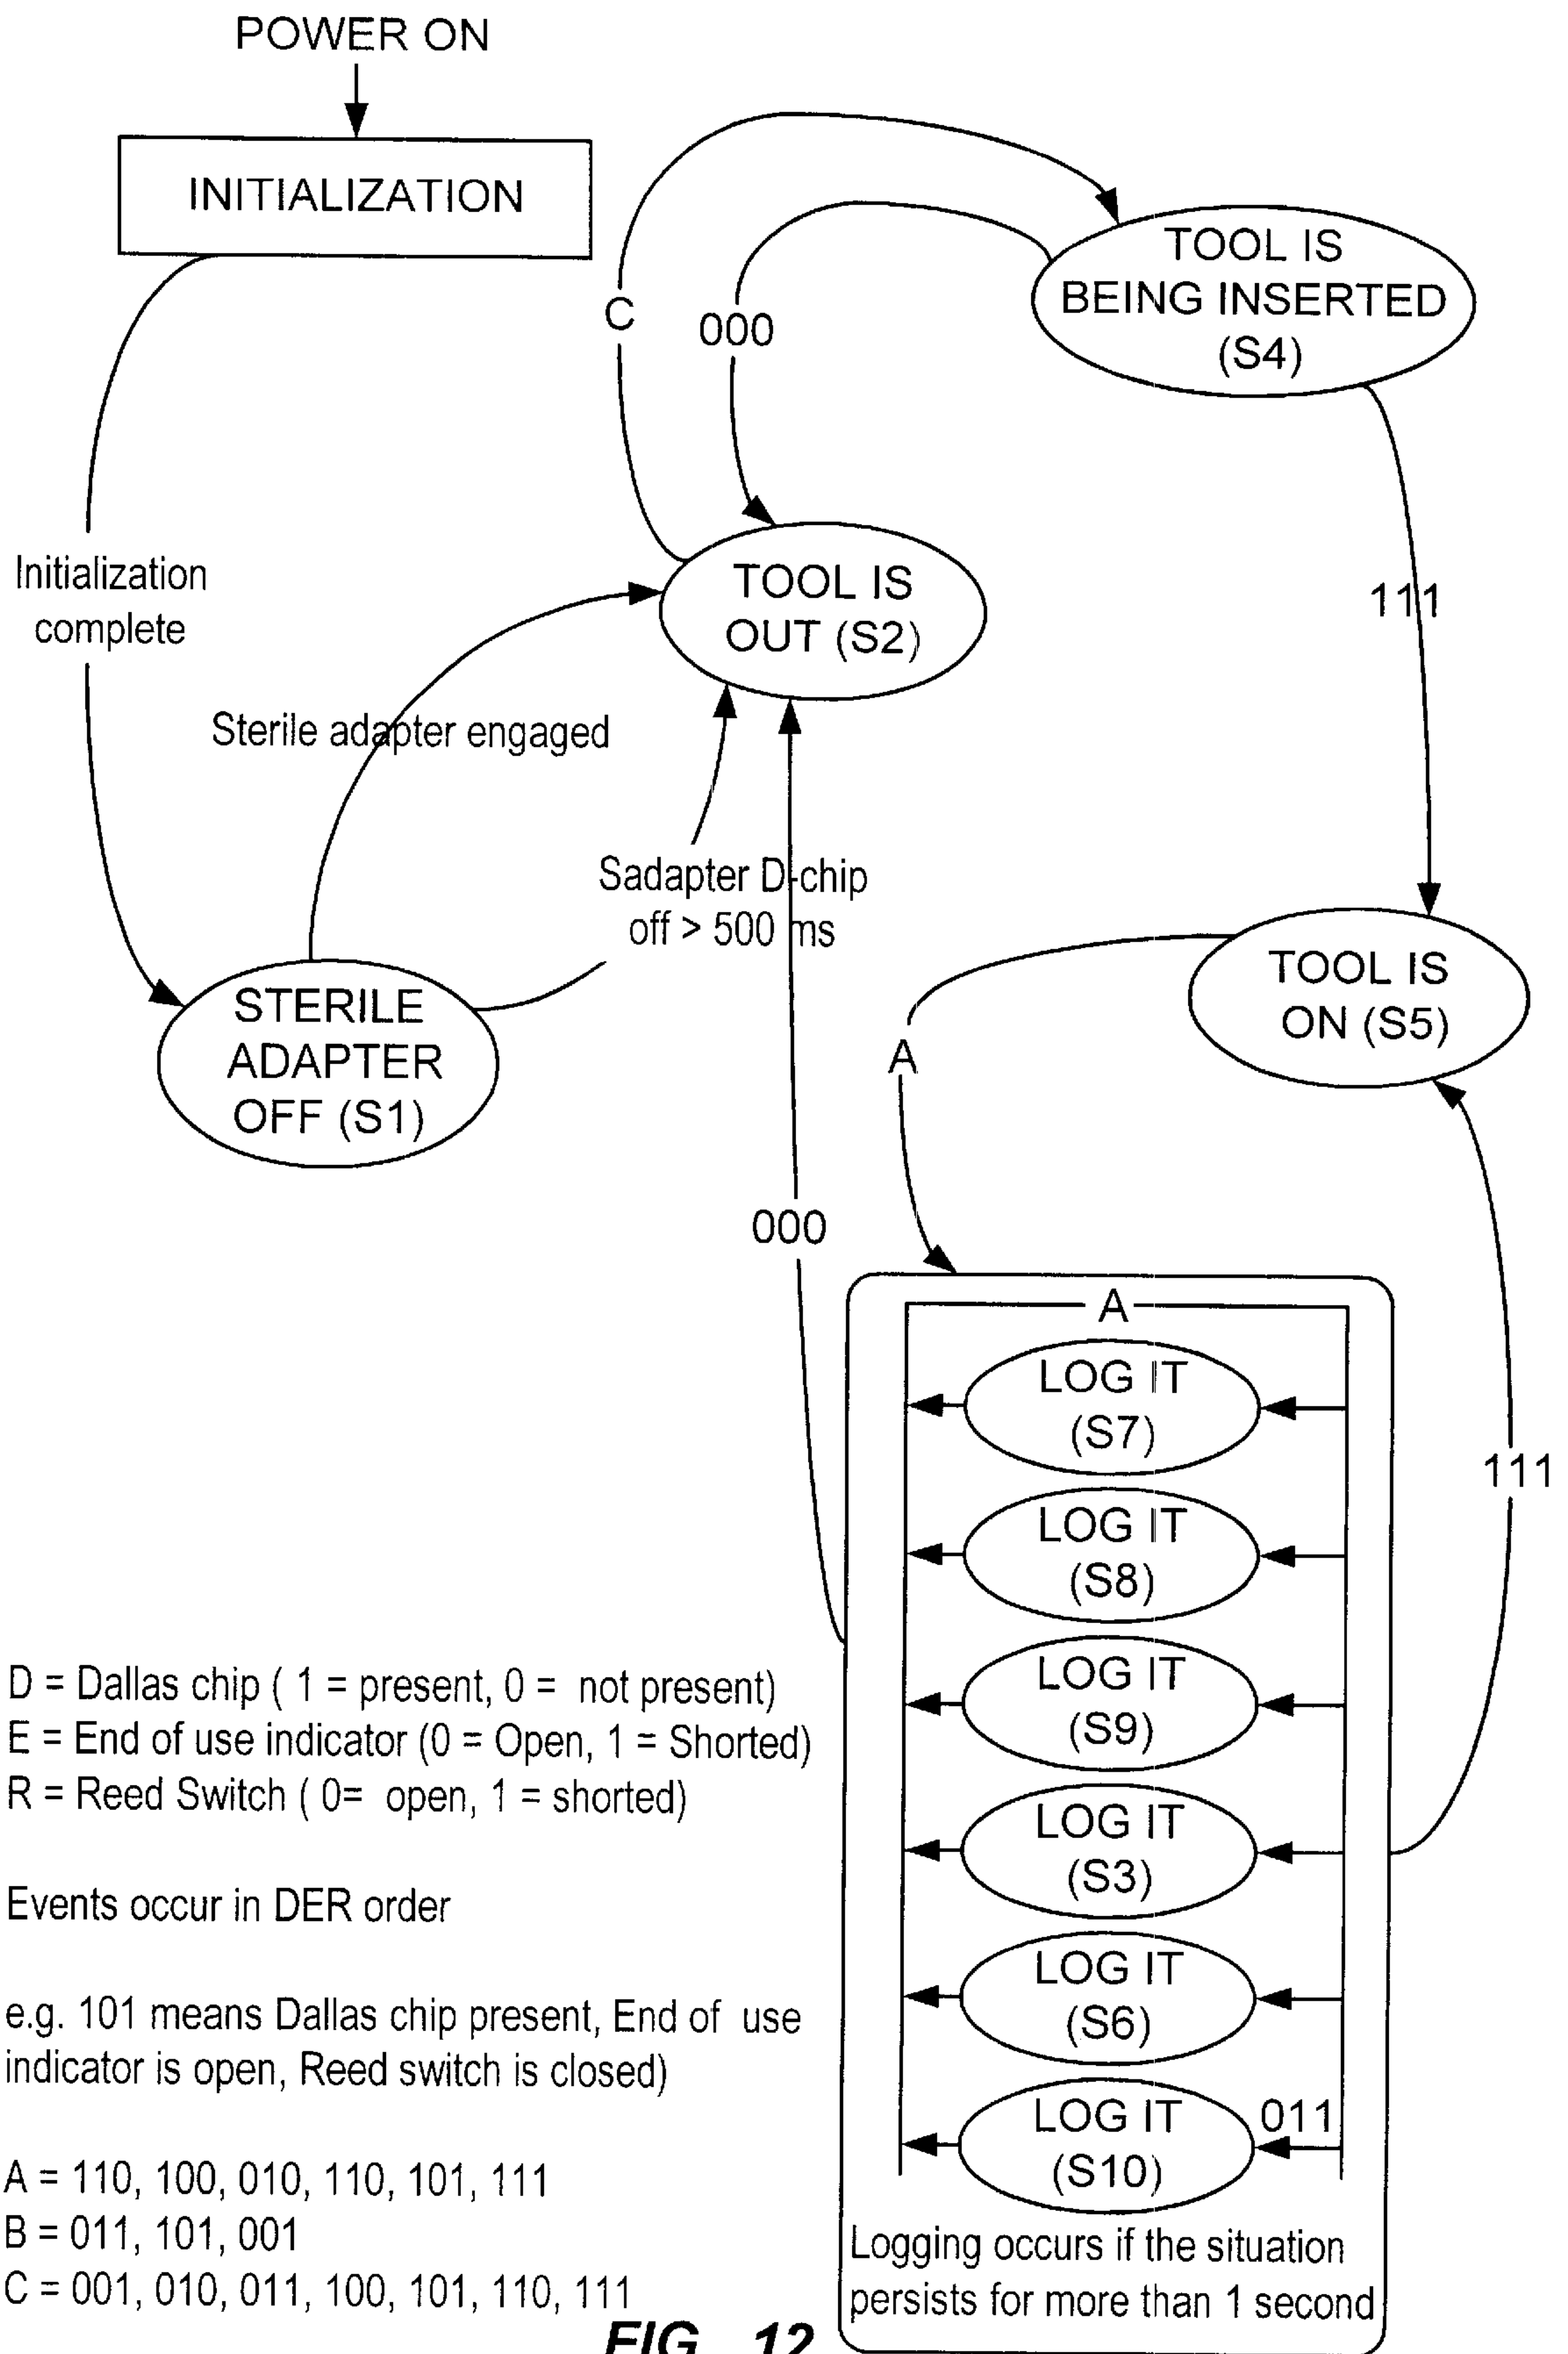 POWER ON
INITIALIZATION
TOOL IS
BEING INSERTED
(S4)
C
000
Initialization
complete
TOOL IS
OUT (S2)
111
Sterile adapter engaged
Sadapter D-chip
off > 500 ms
TOOL IS
ON (S5)
STERILE
ADAPTER
OFF (S1)
A
000
A
LOG IT
(S7)
111
LOG IT
(S8)
LOG IT
(S9)
LOG IT
(S3)
LOG IT
(S6)
LOG IT
(S10)
011
Logging occurs if the situation
persists for more than 1 second
D = Dallas chip ( 1 = present, 0 = not present)
E = End of use indicator (0 = Open, 1 = Shorted)
R = Reed Switch ( 0= open, 1 = shorted)
Events occur in DER order
e.g. 101 means Dallas chip present, End of use
indicator is open, Reed switch is closed)
A = 110, 100, 010, 110, 101, 111
B = 011, 101, 001
C = 001, 010, 011, 100, 101, 110, 111
FIG_12